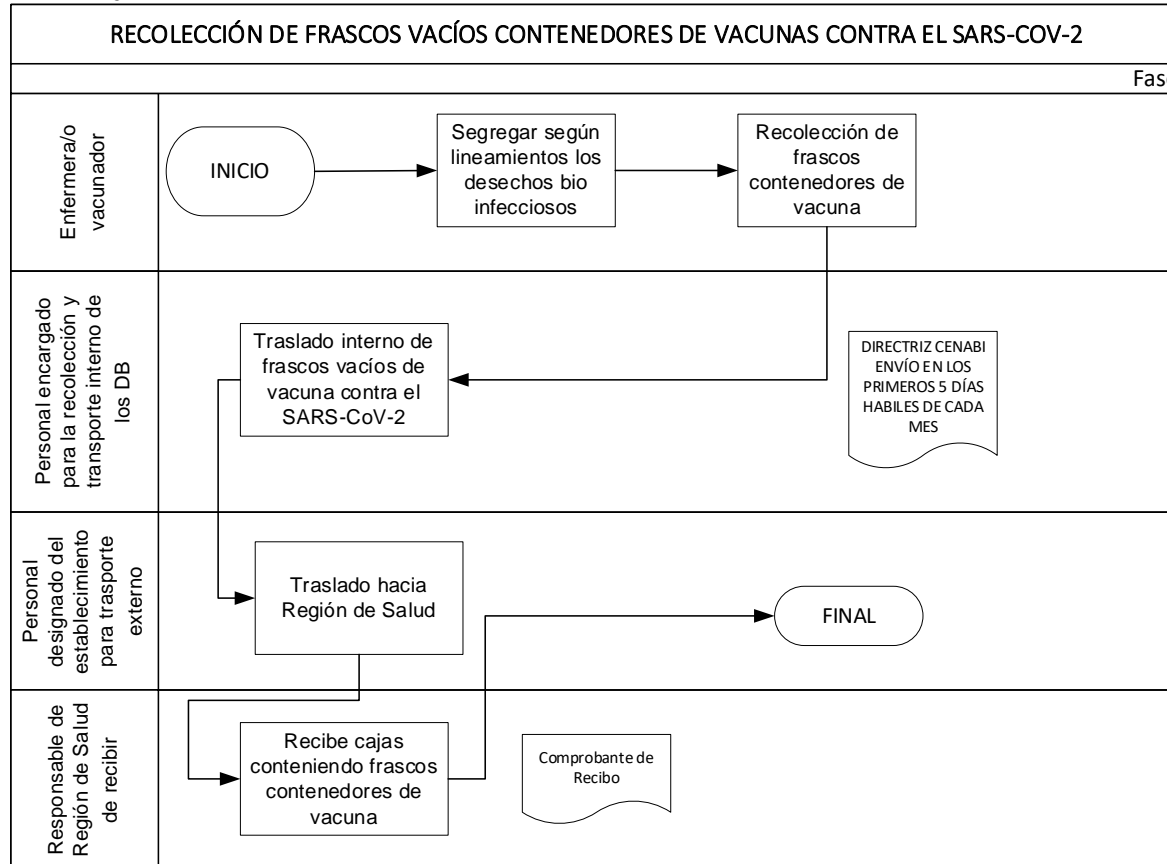 RECOLECCIÓN DE FRASCOS VACÍOS CONTENEDORES DE VACUNAS CONTRA EL SARS-COV-2
Fase
Enfermera/o
vacunador
INICIO
Segregar según
lineamientos los
desechos bio
infecciosos
Recolección de
frascos
contenedores de
vacuna
Personal encargado
para la recolección y
transporte interno de
los DB
Traslado interno de
frascos vacíos de
vacuna contra el
SARS-CoV-2
DIRECTRIZ CENABI
ENVÍO EN LOS
PRIMEROS 5 DÍAS
HABILES DE CADA
MES
Personal
designado del
establecimiento
para trasporte
externo
Traslado hacia
Región de Salud
FINAL
Responsable de
Región de Salud
de recibir
Recibe cajas
conteniendo frascos
contenedores de
vacuna
Comprobante de
Recibo